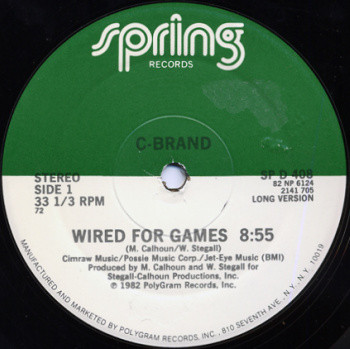 spring
RECORDS
C-BRAND
STEREO
SIDE 1
33 1/3 RPM
72
SP D 408
82 NP 6124
2141 705
LONG VERSION
WIRED FOR GAMES 8:55
(M. Calhoun/W. Stegall)
Cimraw Music/Possie Music Corp./Jet-Eye Music (BMI)
Produced by M. Calhoun and W. Stegall for
Stegall-Calhoun Productions, Inc.
℗ 1982 PolyGram Records, Inc.
MANUFACTURED AND MARKETED BY POLYGRAM RECORDS, INC., 810 SEVENTH AVE., N.Y., N.Y. 10019